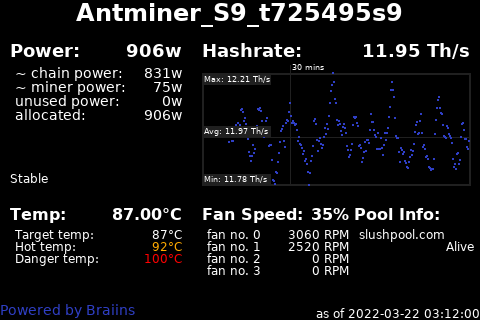 Antminer_S9_t725495s9
Power: 906w
~ chain power: 831w
~ miner power: 75w
unused power: 0w
allocated: 906w
Stable
Hashrate: 11.95 Th/s
30 mins
Max: 12.21 Th/s
Avg: 11.97 Th/s
Min: 11.78 Th/s
Temp: 87.00°C
Target temp: 87°C
Hot temp: 92°C
Danger temp: 100°C
Fan Speed: 35%
fan no. 0 3060 RPM
fan no. 1 2520 RPM
fan no. 2 0 RPM
fan no. 3 0 RPM
Pool Info:
slushpool.com
Alive
Powered by Braiins
as of 2022-03-22 03:12:00